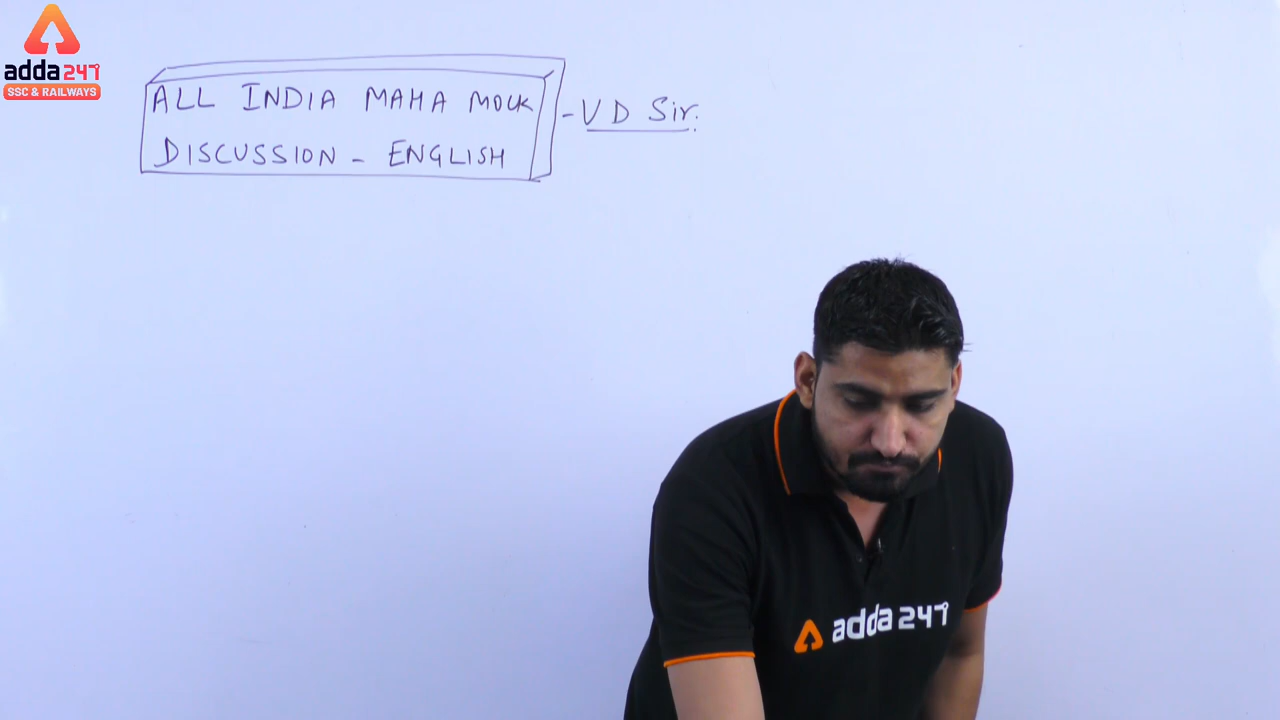 adda247
SSC & RAILWAYS
ALL INDIA MAHA MOCK
DISCUSSION - ENGLISH
- V D Sir.
adda247